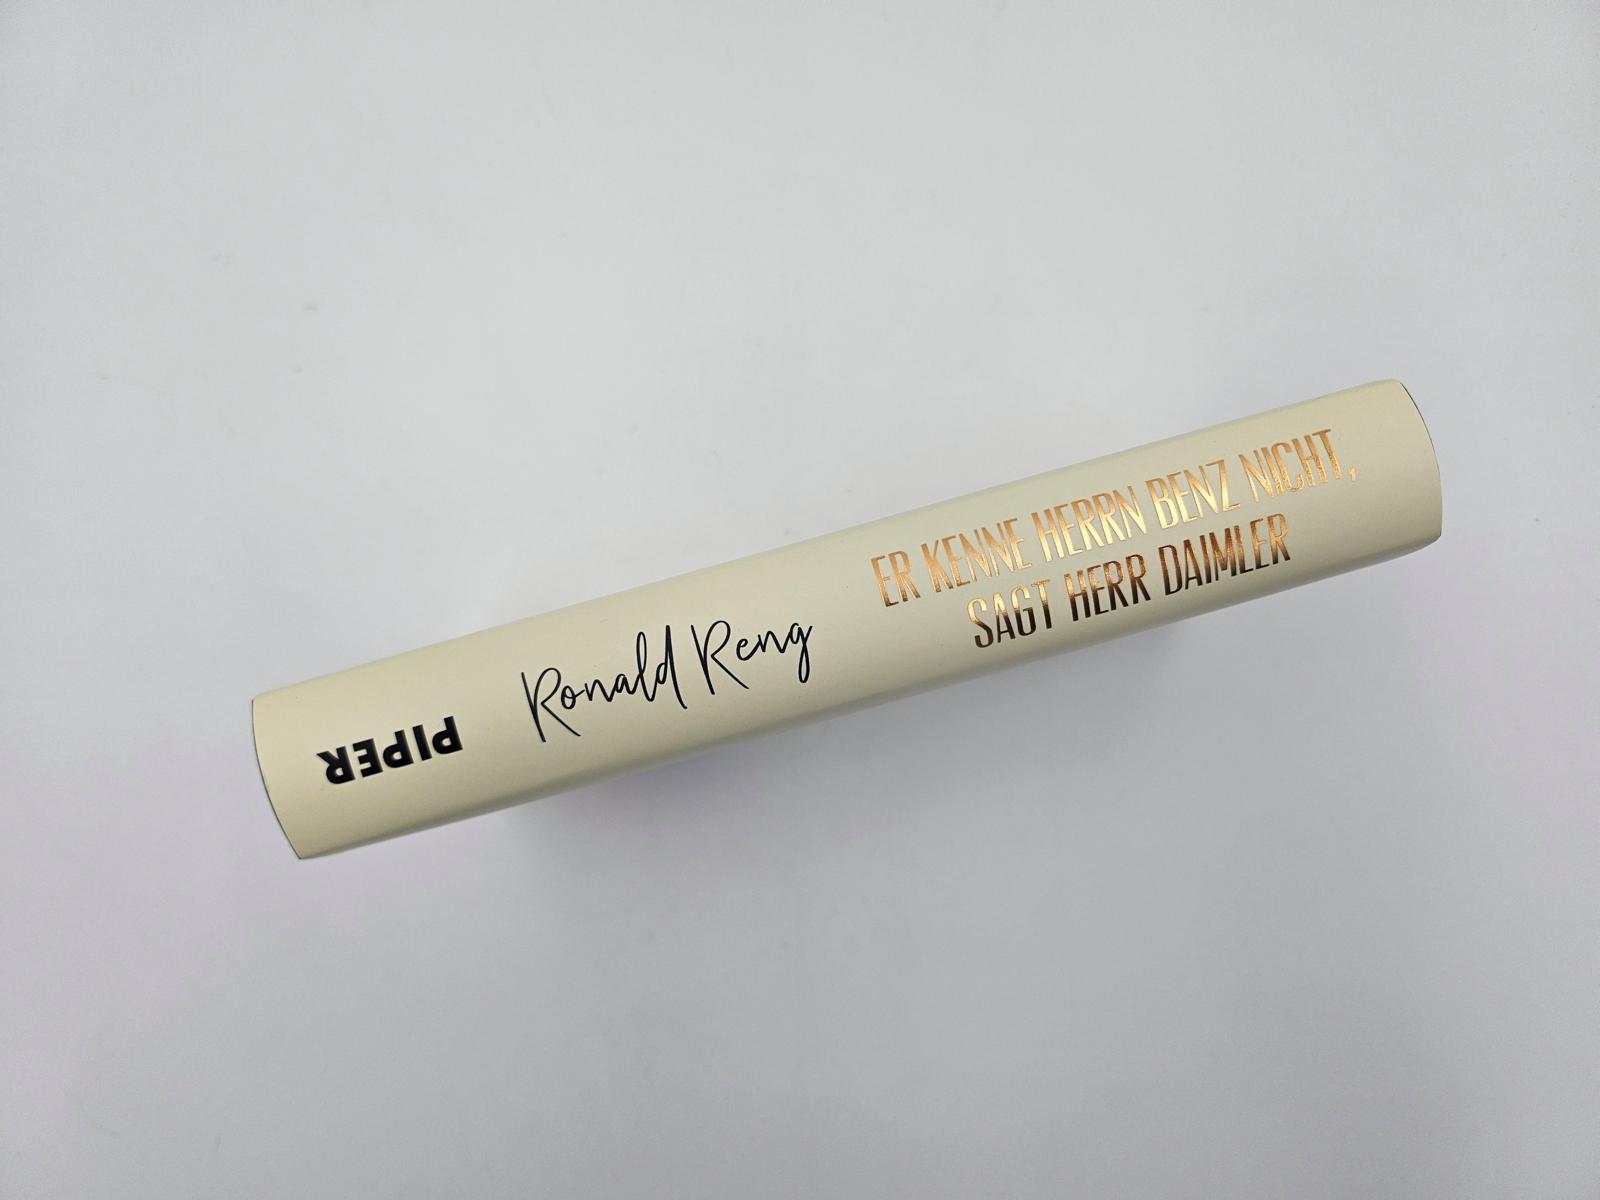 Ronald Reng
ER KENNE HERRN BENZ NICHT,
SAGT HERR DAIMLER
PIPER